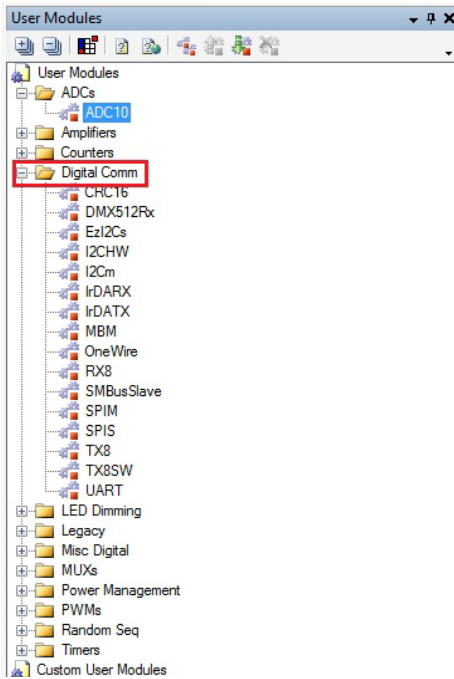 User Modules
User Modules
ADCs
ADC10
Amplifiers
Counters
Digital Comm
CRC16
DMX512Rx
EzI2Cs
I2CHW
I2Cm
IrDARX
IrDATX
MBM
OneWire
RX8
SMBusSlave
SPIM
SPIS
TX8
TX8SW
UART
LED Dimming
Legacy
Misc Digital
MUXs
Power Management
PWMs
Random Seq
Timers
Custom User Modules